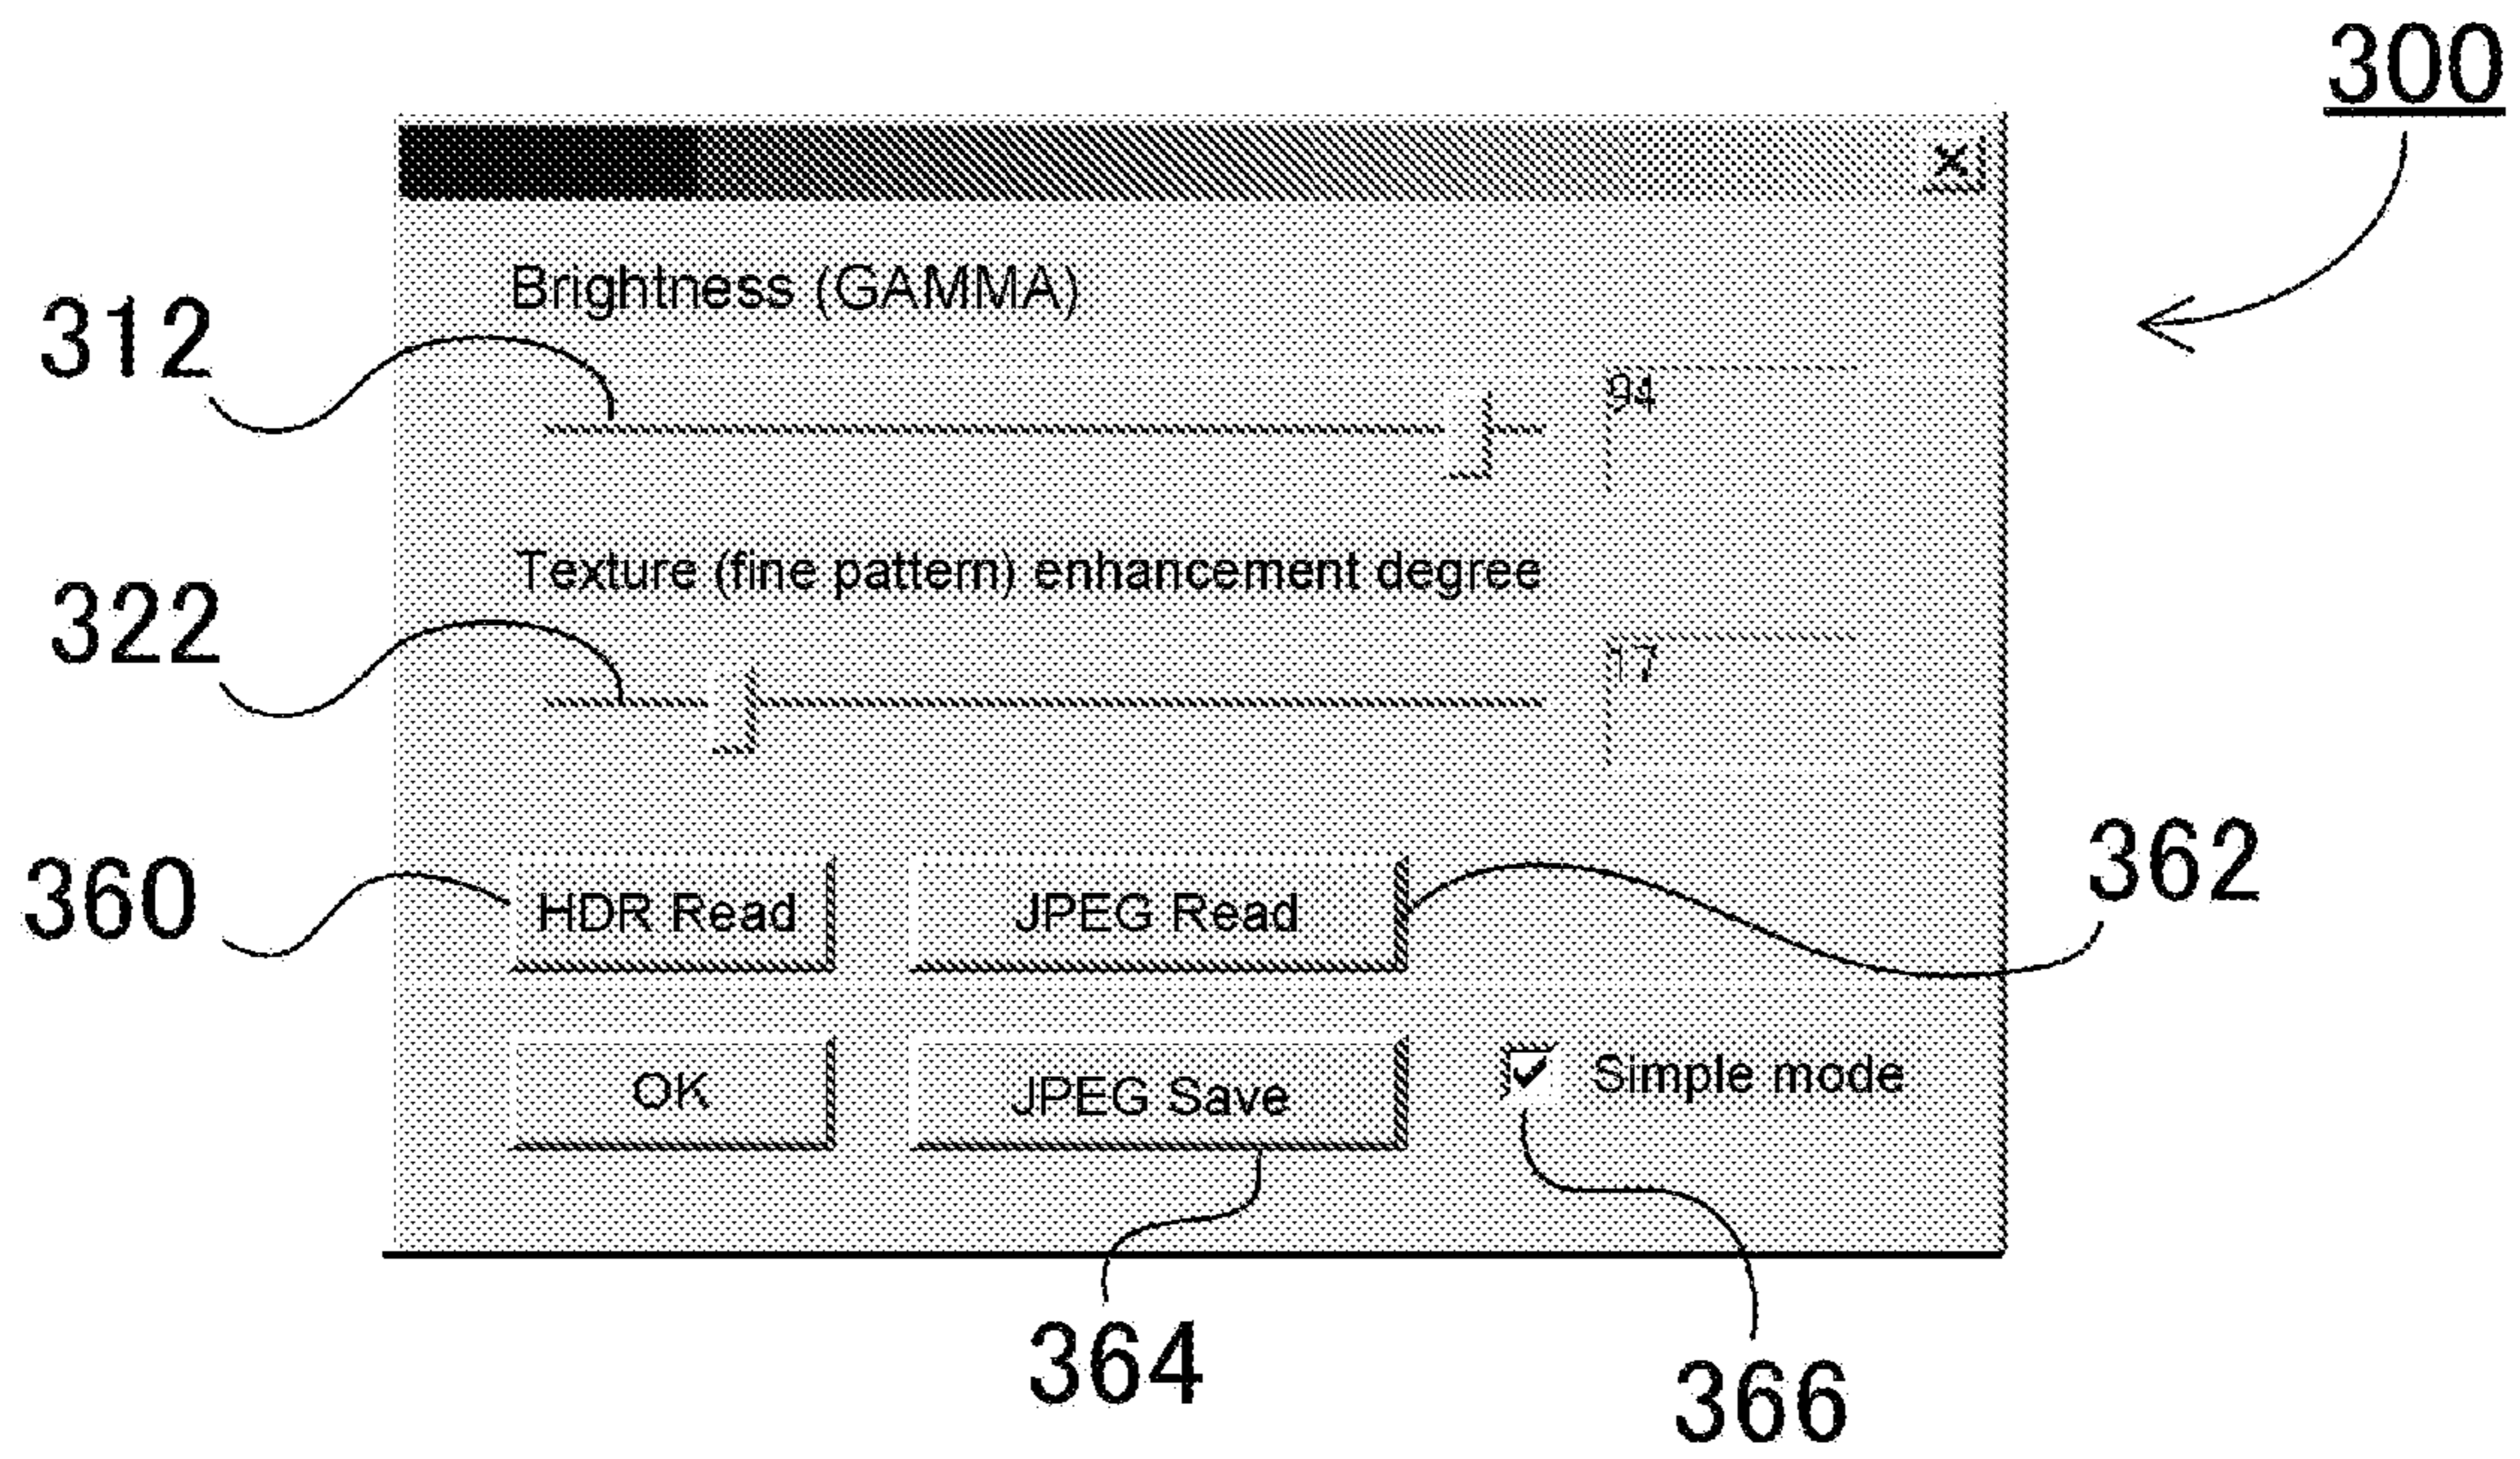 300
Brightness (GAMMA)
312
94
Texture (fine pattern) enhancement degree
322
17
360
HDR Read
JPEG Read
362
OK
JPEG Save
Simple mode
364
366